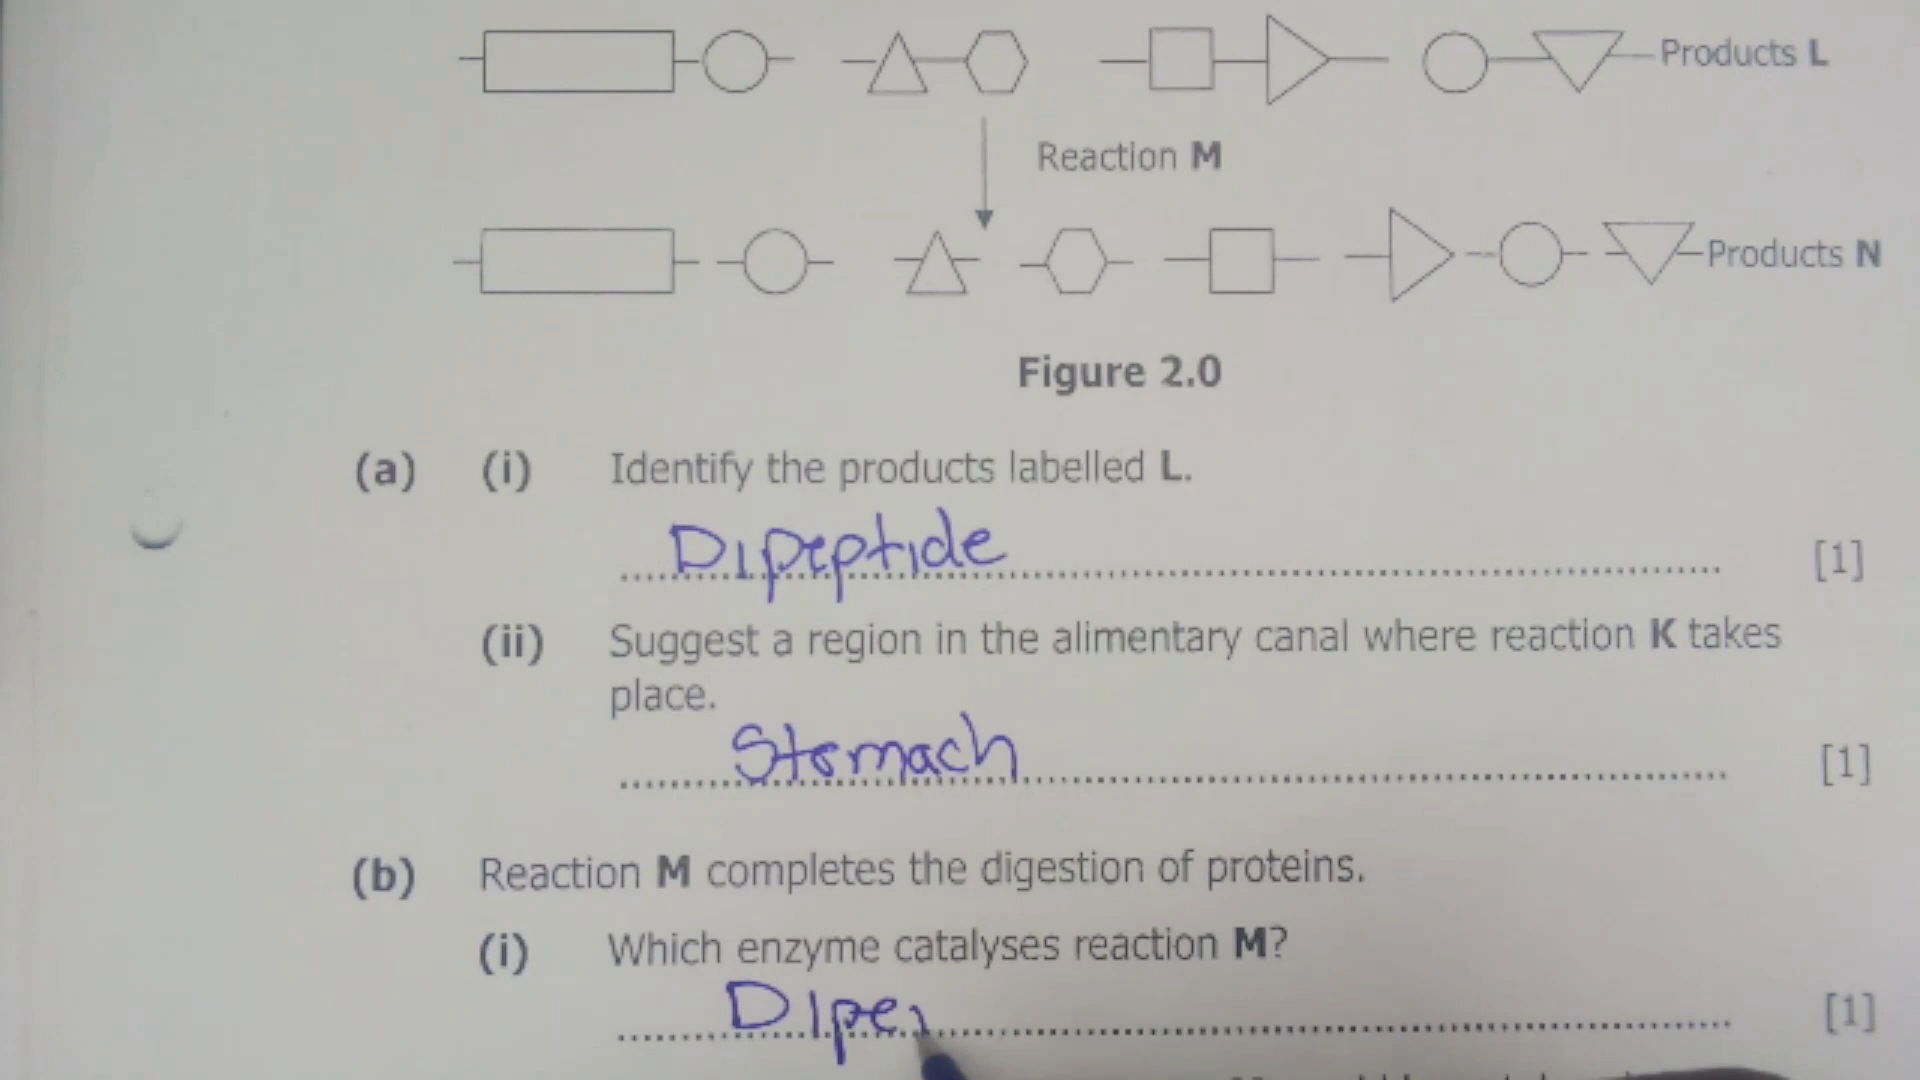 Products L
Reaction M
Products N
Figure 2.0
(a) (i) Identify the products labelled L.
Dipeptide [1]
(ii) Suggest a region in the alimentary canal where reaction K takes
place.
Stomach [1]
(b) Reaction M completes the digestion of proteins.
(i) Which enzyme catalyses reaction M?
Dipe [1]